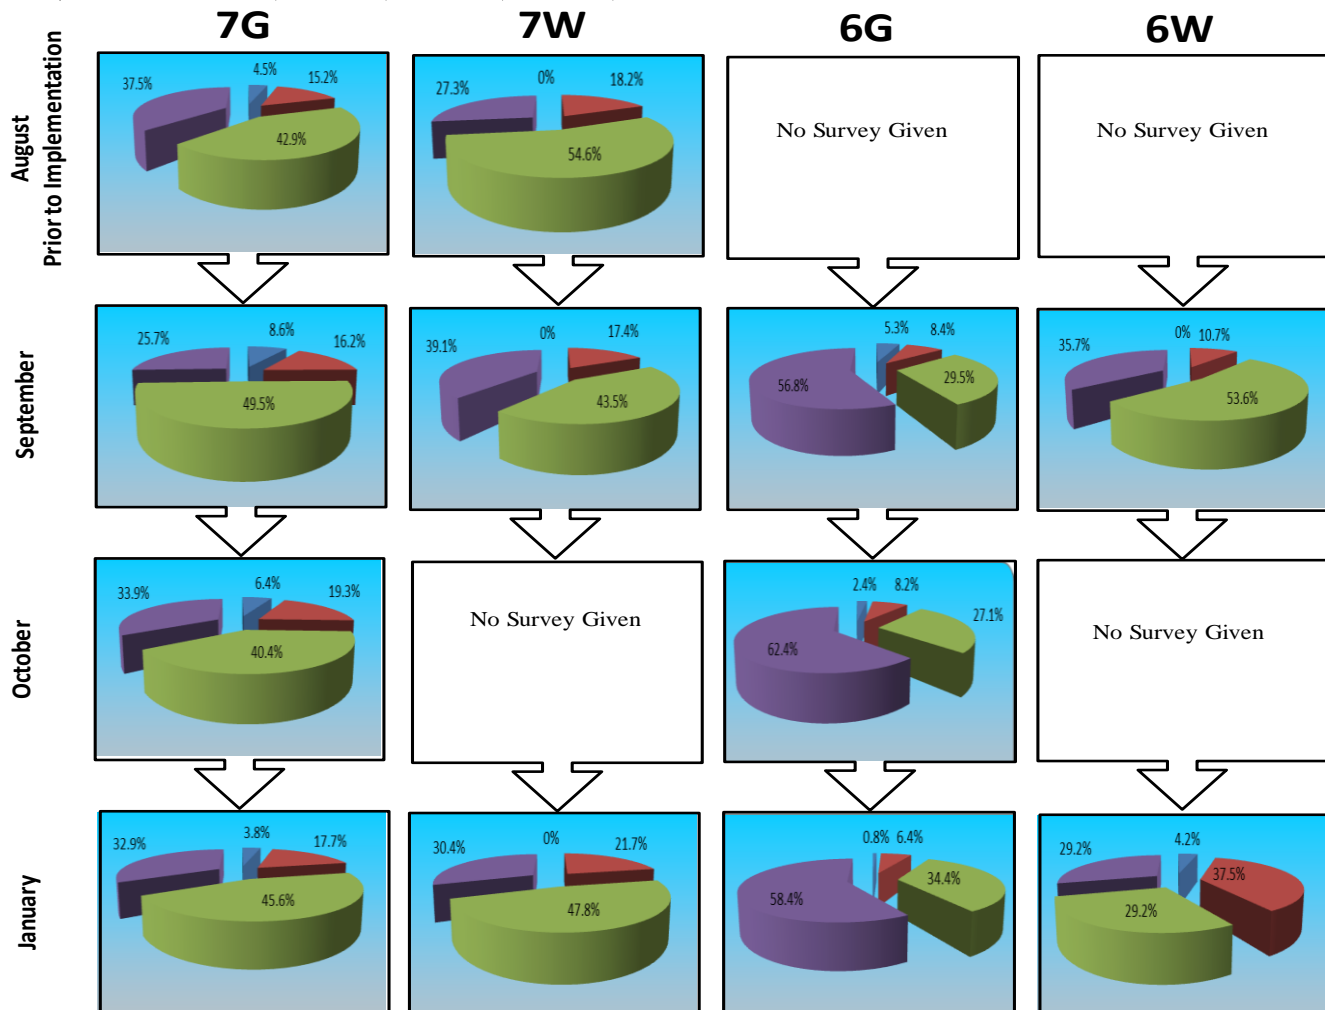 7G 7W 6G 6W
August
Prior to Implementation
37.5% 4.5% 15.2% 42.9%
27.3% 0% 18.2% 54.6%
No Survey Given
No Survey Given
September
25.7% 8.6% 16.2% 49.5%
39.1% 0% 17.4% 43.5%
56.8% 5.3% 8.4% 29.5%
35.7% 0% 10.7% 53.6%
October
33.9% 6.4% 19.3% 40.4%
No Survey Given
62.4% 2.4% 8.2% 27.1%
No Survey Given
January
32.9% 3.8% 17.7% 45.6%
30.4% 0% 21.7% 47.8%
58.4% 0.8% 6.4% 34.4%
29.2% 4.2% 37.5% 29.2%